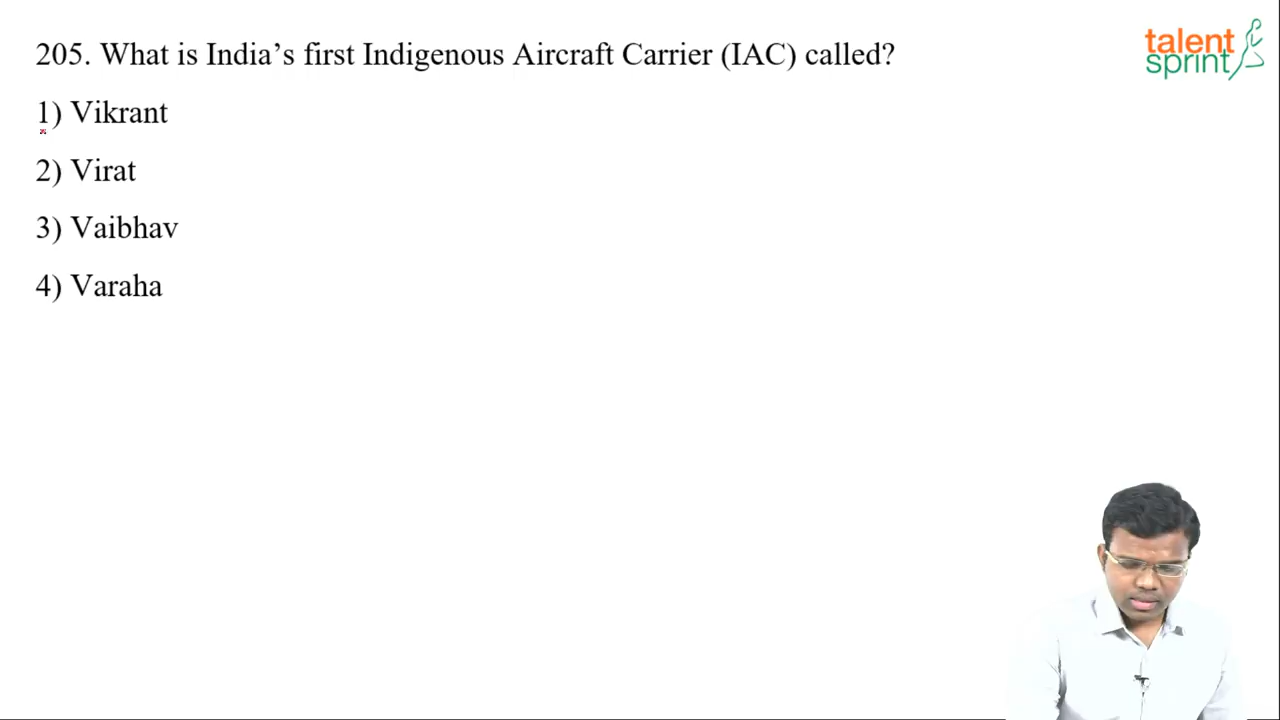 205. What is India’s first Indigenous Aircraft Carrier (IAC) called?
1) Vikrant
2) Virat
3) Vaibhav
4) Varaha
talent
sprint